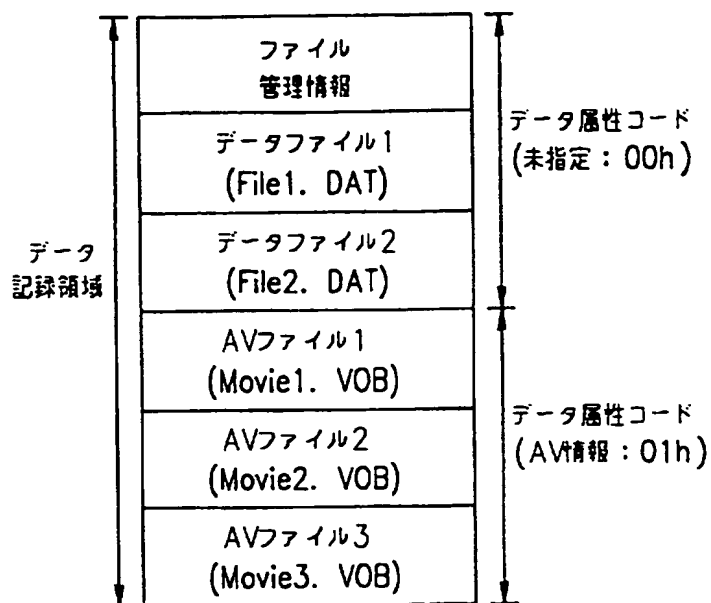 ファイル
管理情報
データファイル1
(File1. DAT)
データファイル2
(File2. DAT)
AVファイル1
(Movie1. VOB)
AVファイル2
(Movie2. VOB)
AVファイル3
(Movie3. VOB)
データ
記録領域
データ属性コード
(未指定：00h)
データ属性コード
(AV情報：01h)